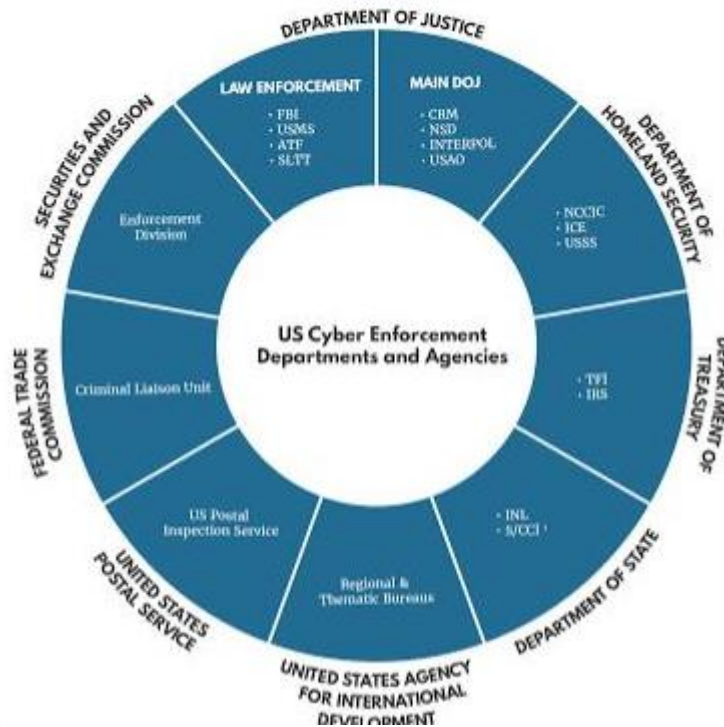 DEPARTMENT OF JUSTICE
LAW ENFORCEMENT
• FBI
• USMS
• ATF
• SLTT
MAIN DOJ
• CRM
• NSD
• INTERPOL
• USAO
DEPARTMENT OF
HOMELAND SECURITY
• NCCIC
• ICE
• USSS
DEPARTMENT OF
TREASURY
• TFI
• IRS
DEPARTMENT OF STATE
• INL
• S/CCI ¹
UNITED STATES AGENCY
FOR INTERNATIONAL
DEVELOPMENT
Regional &
Thematic Bureaus
UNITED STATES
POSTAL SERVICE
US Postal
Inspection Service
FEDERAL TRADE
COMMISSION
Criminal Liaison Unit
SECURITIES AND
EXCHANGE COMMISSION
Enforcement
Division
US Cyber Enforcement
Departments and Agencies